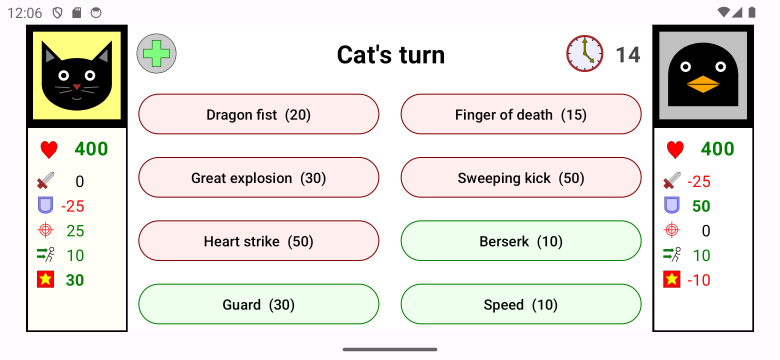 12:06
Cat's turn
14
400
0
-25
25
10
30
Dragon fist (20)
Finger of death (15)
Great explosion (30)
Sweeping kick (50)
Heart strike (50)
Berserk (10)
Guard (30)
Speed (10)
400
-25
50
0
10
-10